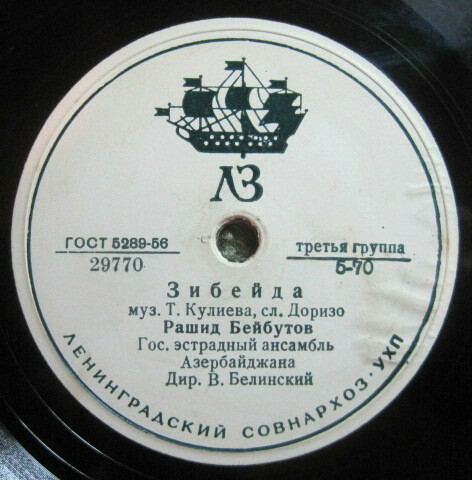 ЛЗ
ГОСТ 5289-56
29770
третья группа
5-70
Зибейда
муз. Т. Кулиева, сл. Доризо
Рашид Бейбутов
Гос. эстрадный ансамбль
Азербайджана
Дир. В. Белинский
ЛЕНИНГРАДСКИЙ СОВНАРХОЗ · УХП